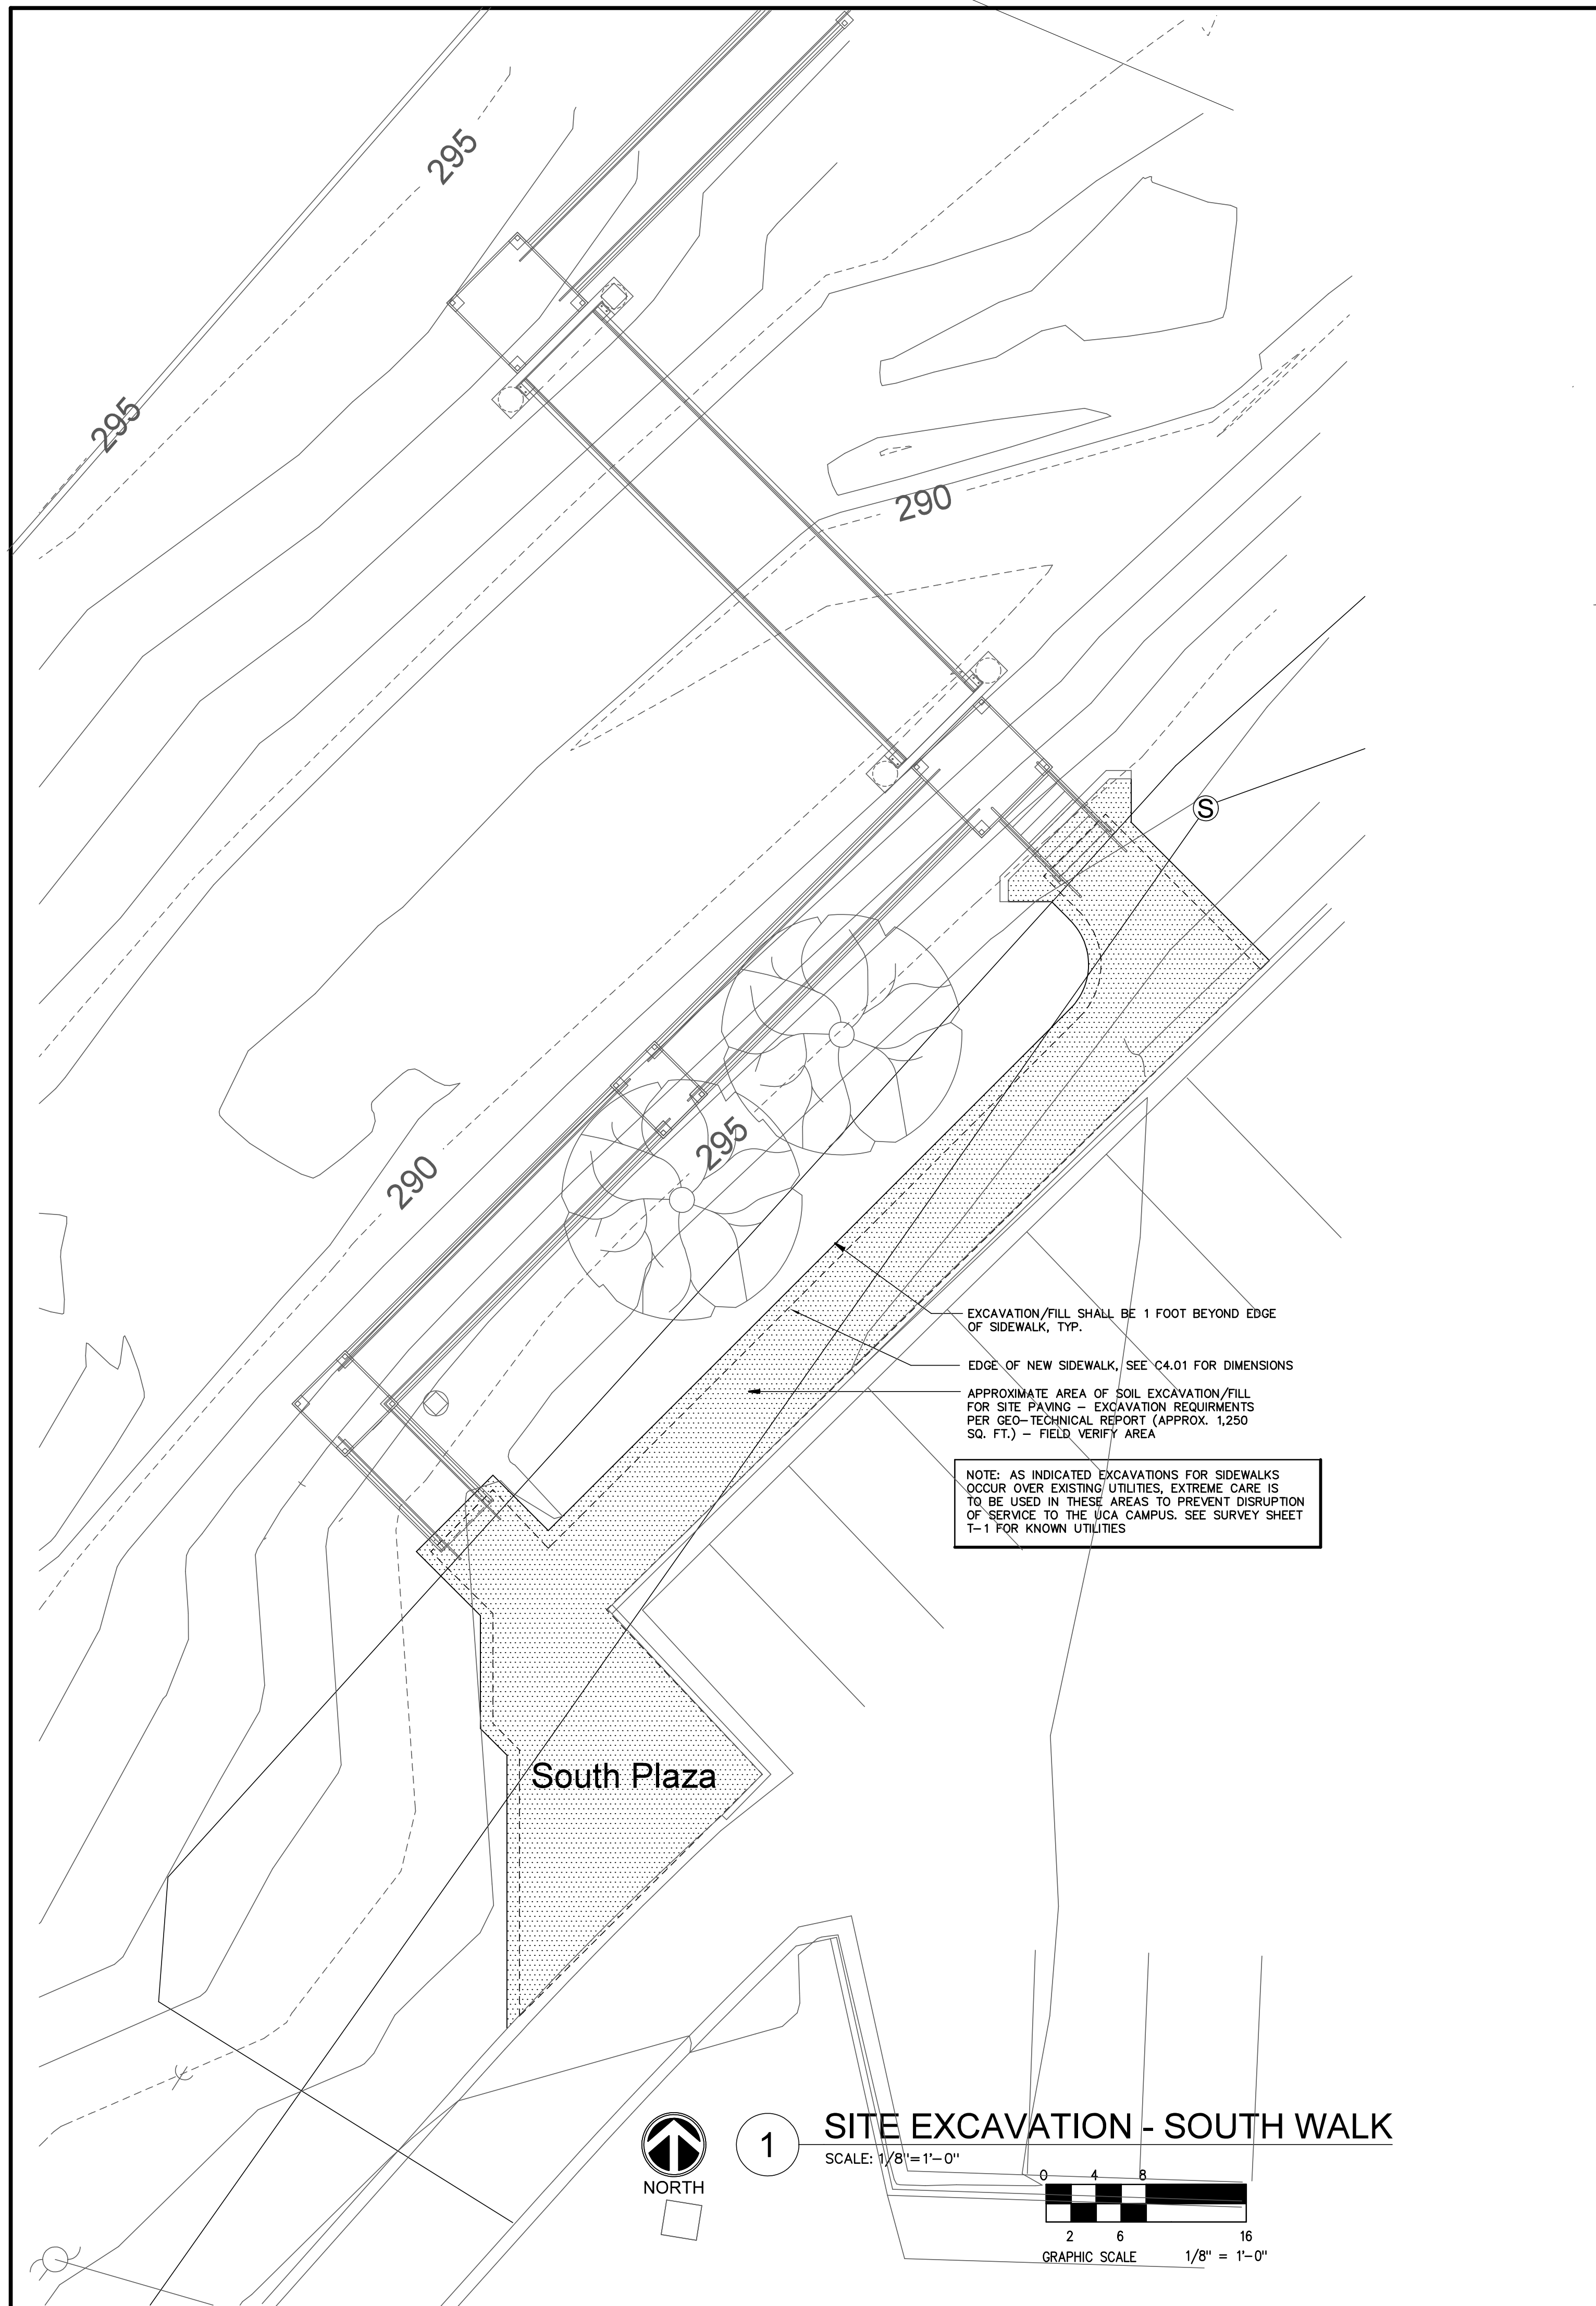 295
295
290
S
295
290
EXCAVATION/FILL SHALL BE 1 FOOT BEYOND EDGE
OF SIDEWALK, TYP.
EDGE OF NEW SIDEWALK, SEE C4.01 FOR DIMENSIONS
APPROXIMATE AREA OF SOIL EXCAVATION/FILL
FOR SITE PAVING – EXCAVATION REQUIRMENTS
PER GEO–TECHNICAL REPORT (APPROX. 1,250
SQ. FT.) – FIELD VERIFY AREA
NOTE: AS INDICATED EXCAVATIONS FOR SIDEWALKS
OCCUR OVER EXISTING UTILITIES, EXTREME CARE IS
TO BE USED IN THESE AREAS TO PREVENT DISRUPTION
OF SERVICE TO THE UCA CAMPUS. SEE SURVEY SHEET
T–1 FOR KNOWN UTILITIES
South Plaza
NORTH
1
SITE EXCAVATION - SOUTH WALK
SCALE: 1/8"=1'–0"
0 4 8
2 6 16
GRAPHIC SCALE 1/8" = 1'–0"